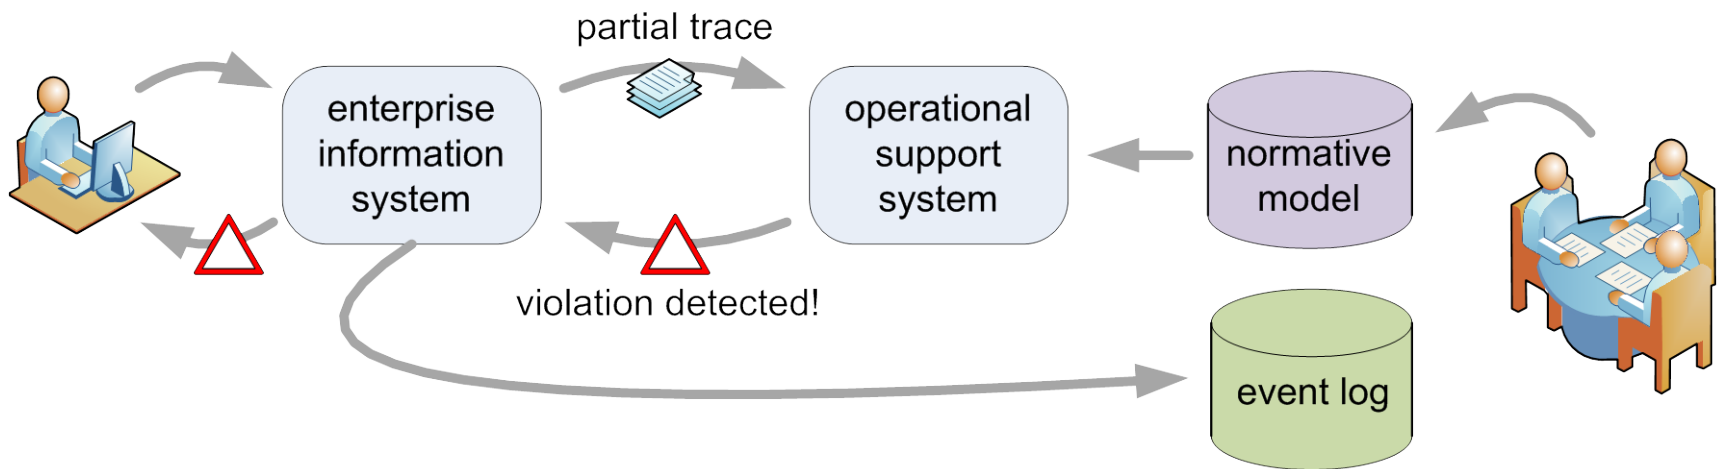 partial trace
enterprise
information
system
operational
support
system
normative
model
violation detected!
event log